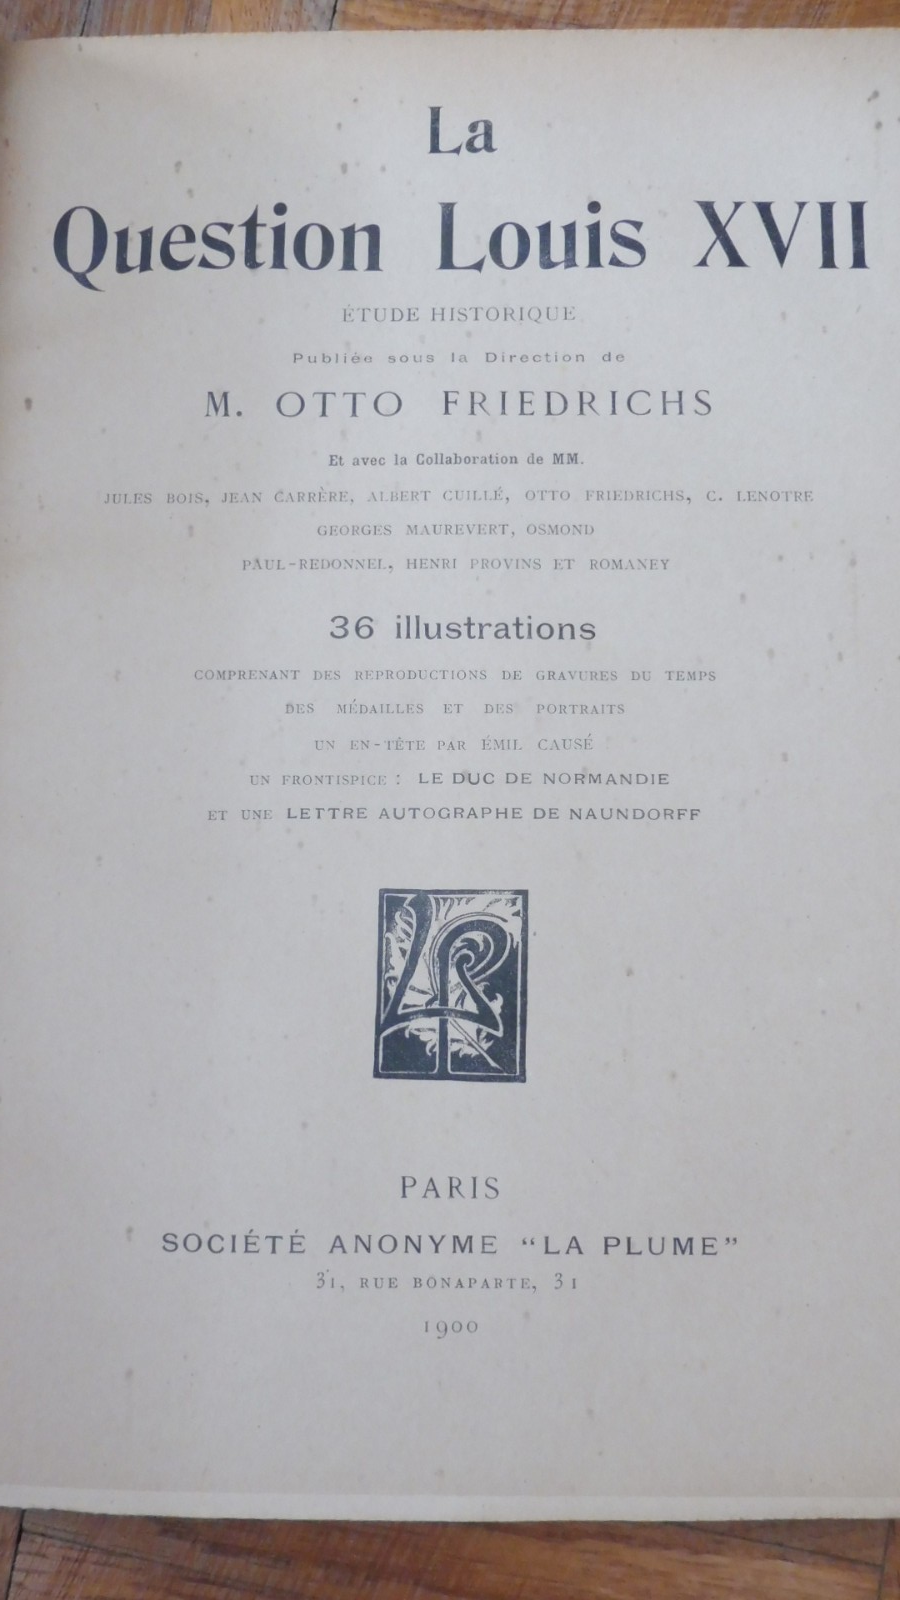 La
Question Louis XVII
ÉTUDE HISTORIQUE
Publiée sous la Direction de
M. OTTO FRIEDRICHS
Et avec la Collaboration de MM.
JULES BOIS, JEAN CARRÈRE, ALBERT CUILLÉ, OTTO FRIEDRICHS, C. LENOTRE
GEORGES MAUREVERT, OSMOND
PAUL-REDONNEL, HENRI PROVINS ET ROMANEY
36 illustrations
COMPRENANT DES REPRODUCTIONS DE GRAVURES DU TEMPS
DES MÉDAILLES ET DES PORTRAITS
UN EN-TÊTE PAR ÉMIL CAUSÉ
UN FRONTISPICE : LE DUC DE NORMANDIE
ET UNE LETTRE AUTOGRAPHE DE NAUNDORFF
PARIS
SOCIÉTÉ ANONYME “LA PLUME”
31, RUE BONAPARTE, 31
1900